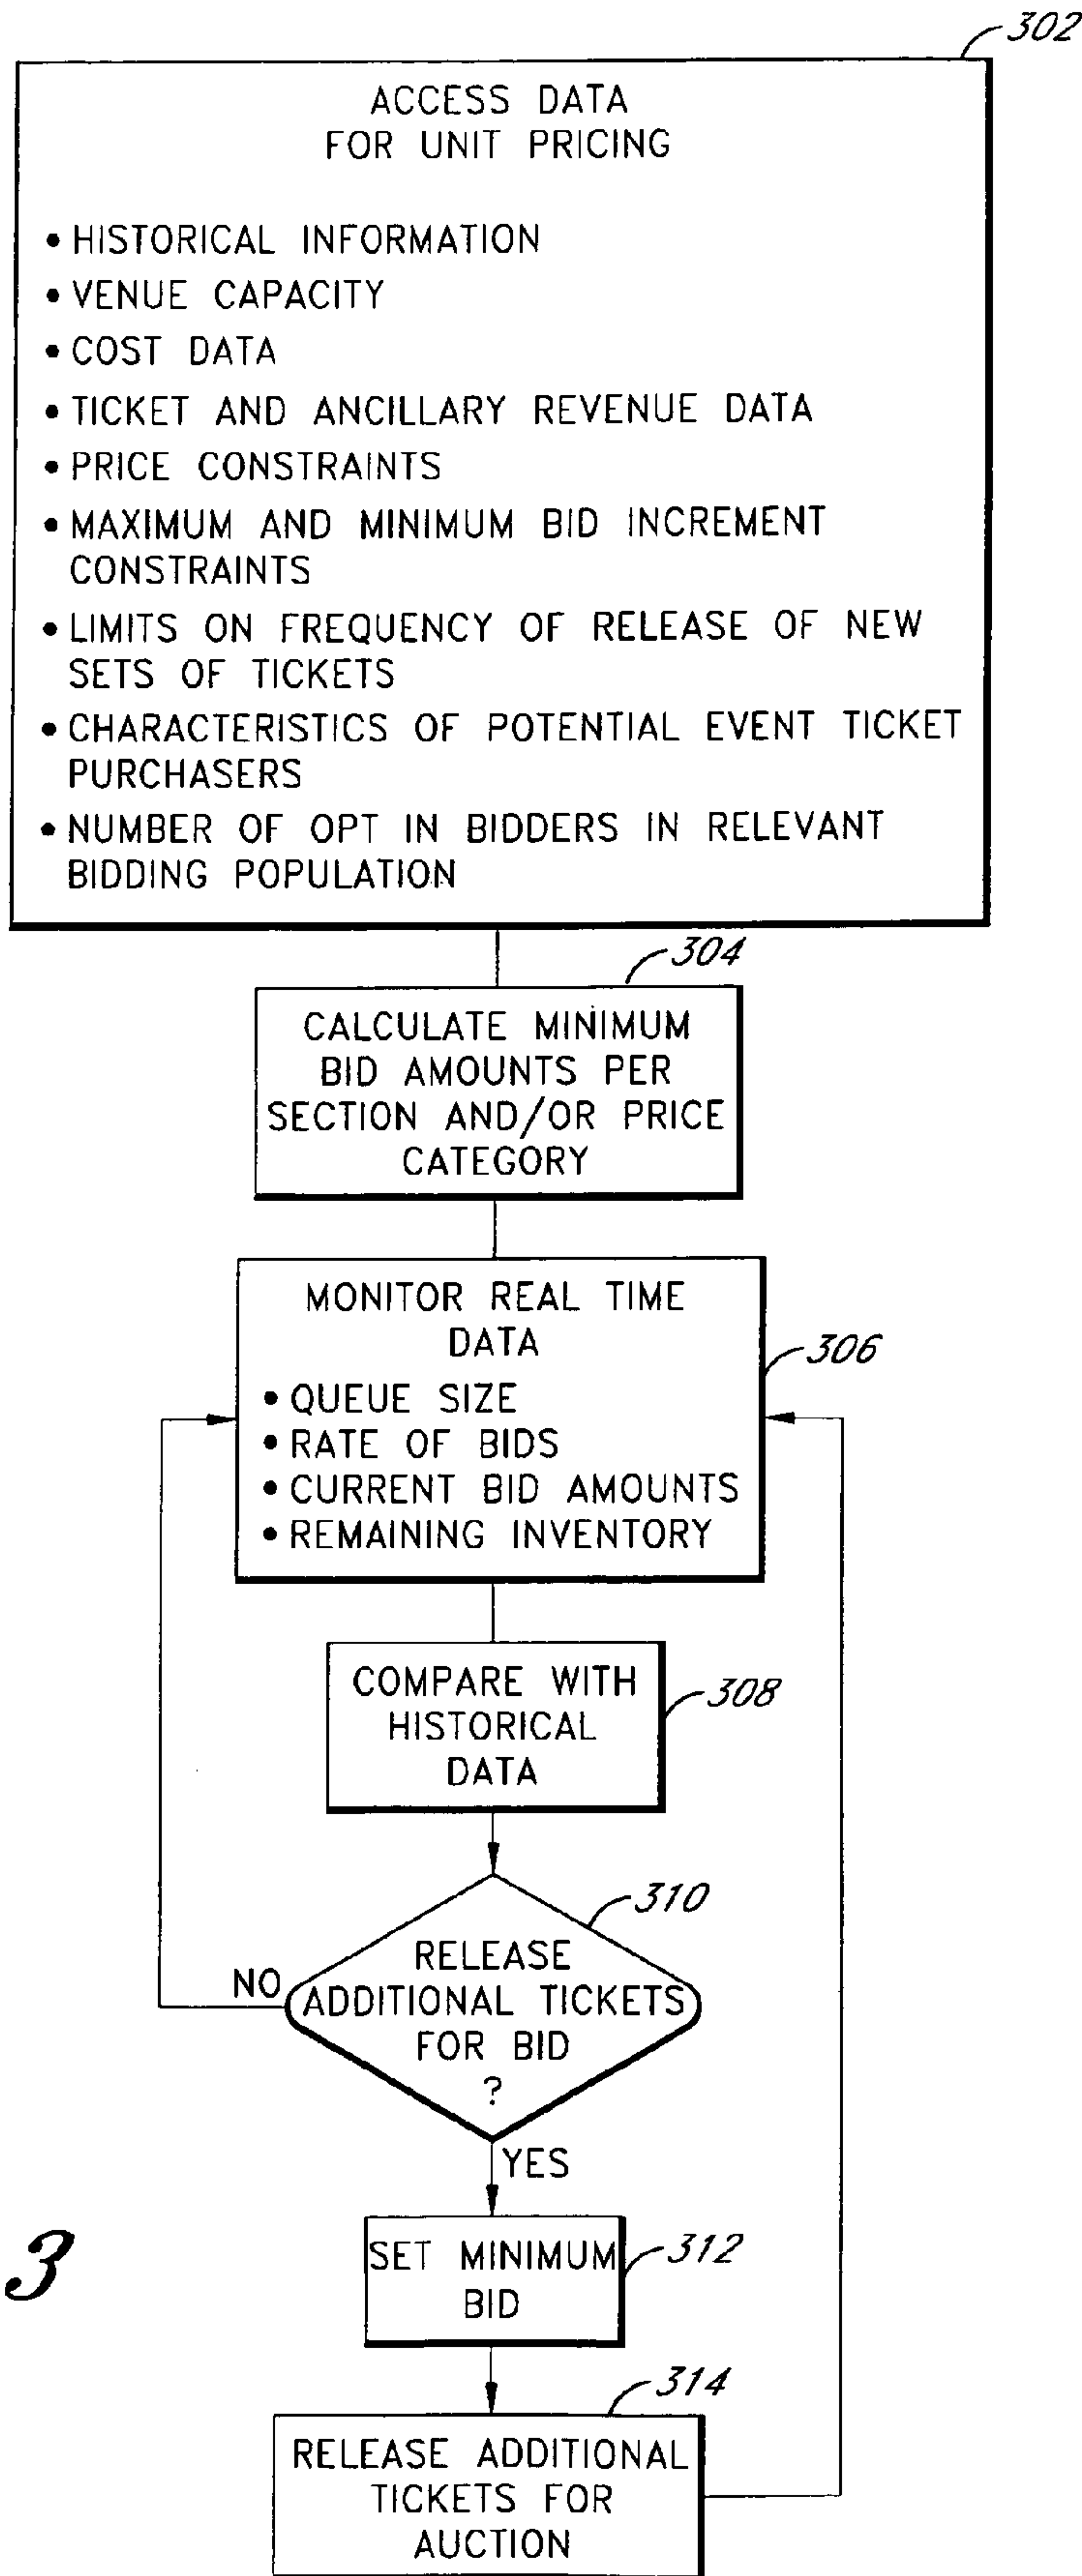 302
ACCESS DATA
FOR UNIT PRICING
• HISTORICAL INFORMATION
• VENUE CAPACITY
• COST DATA
• TICKET AND ANCILLARY REVENUE DATA
• PRICE CONSTRAINTS
• MAXIMUM AND MINIMUM BID INCREMENT
CONSTRAINTS
• LIMITS ON FREQUENCY OF RELEASE OF NEW
SETS OF TICKETS
• CHARACTERISTICS OF POTENTIAL EVENT TICKET
PURCHASERS
• NUMBER OF OPT IN BIDDERS IN RELEVANT
BIDDING POPULATION
304
CALCULATE MINIMUM
BID AMOUNTS PER
SECTION AND/OR PRICE
CATEGORY
306
MONITOR REAL TIME
DATA
• QUEUE SIZE
• RATE OF BIDS
• CURRENT BID AMOUNTS
• REMAINING INVENTORY
308
COMPARE WITH
HISTORICAL
DATA
310
RELEASE
ADDITIONAL TICKETS
FOR BID
?
NO
YES
312
SET MINIMUM
BID
3
314
RELEASE ADDITIONAL
TICKETS FOR
AUCTION